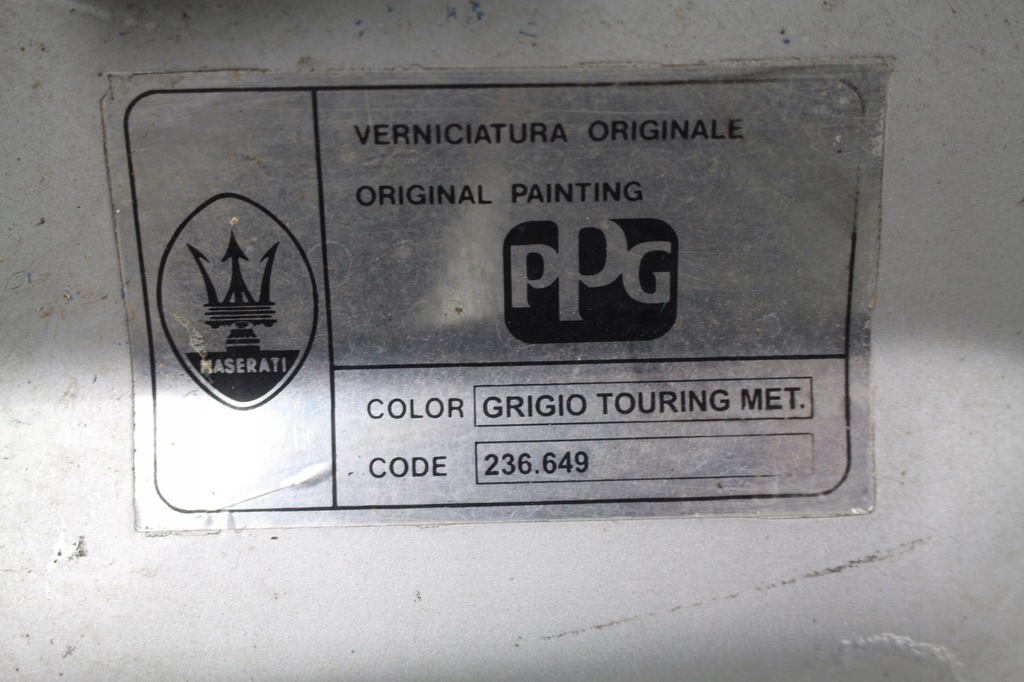 VERNICIATURA ORIGINALE
ORIGINAL PAINTING
PPG
MASERATI
COLOR GRIGIO TOURING MET.
CODE 236.649